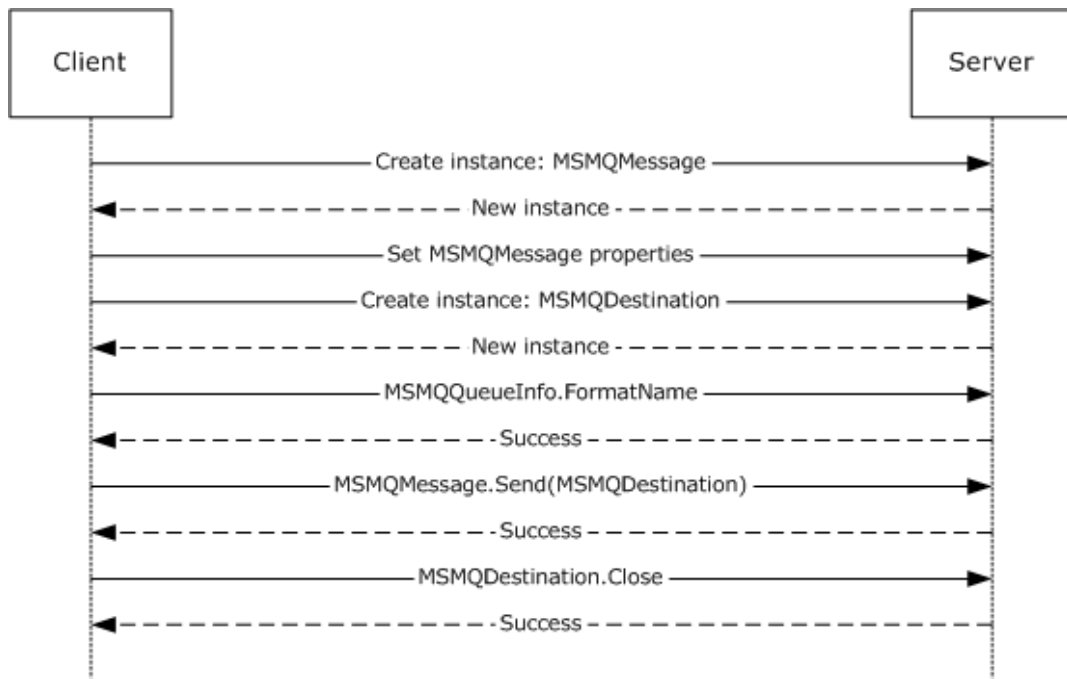 Client
Server
Create instance: MSMQMessage
New instance
Set MSMQMessage properties
Create instance: MSMQDestination
New instance
MSMQQueueInfo.FormatName
Success
MSMQMessage.Send(MSMQDestination)
Success
MSMQDestination.Close
Success